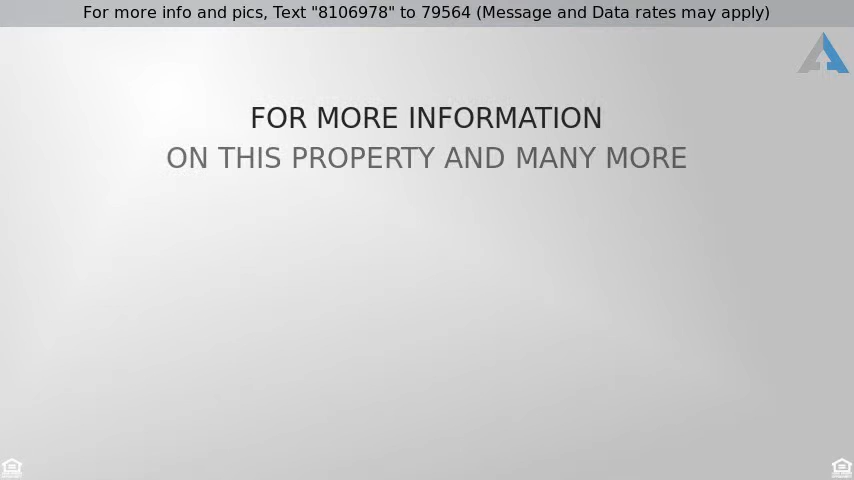 For more info and pics, Text "8106978" to 79564 (Message and Data rates may apply)
FOR MORE INFORMATION
ON THIS PROPERTY AND MANY MORE